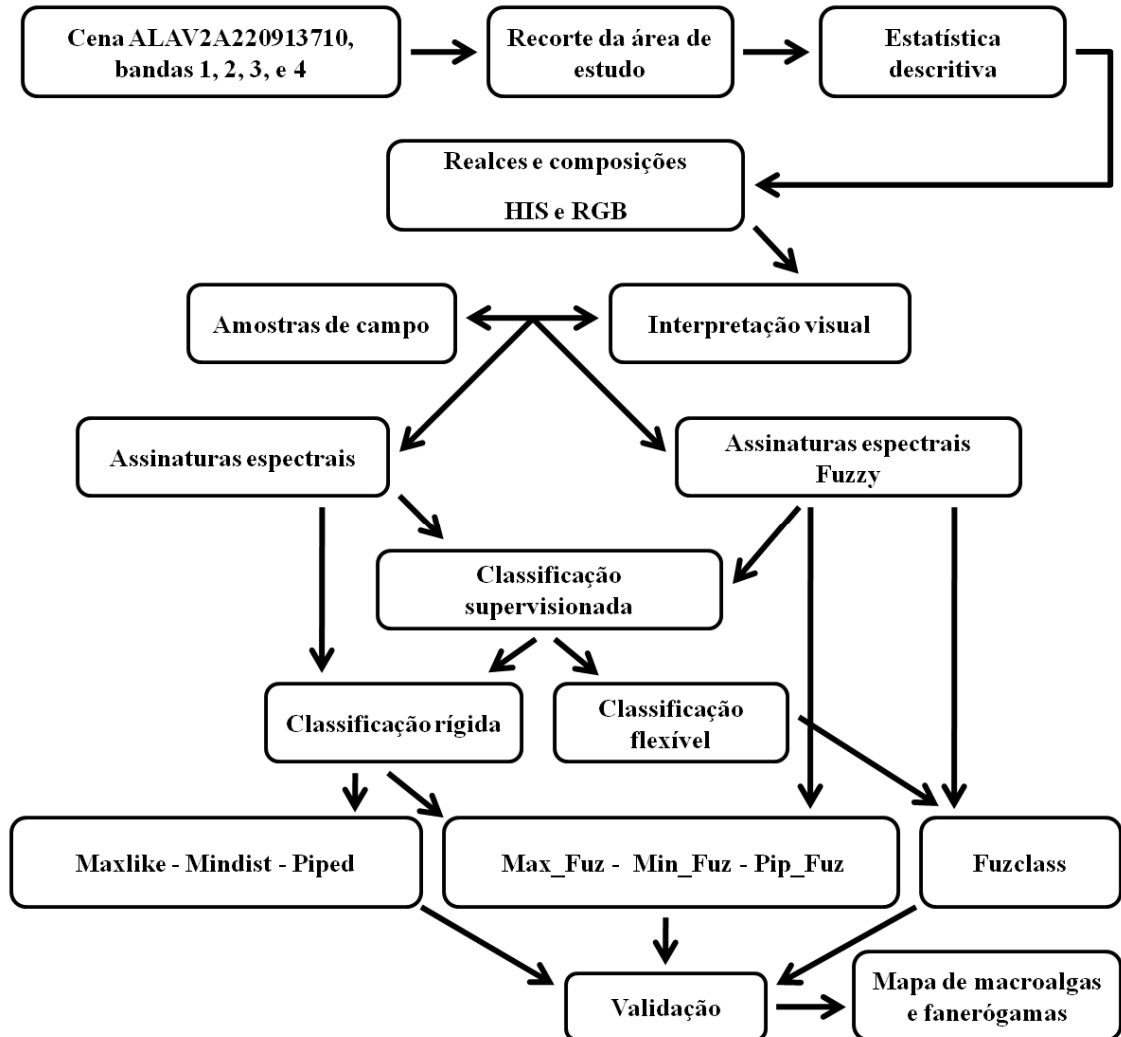 Cena ALAV2A220913710,
bandas 1, 2, 3, e 4
Recorte da área de
estudo
Estatística
descritiva
Realces e composições
HIS e RGB
Amostras de campo
Interpretação visual
Assinaturas espectrais
Assinaturas espectrais
Fuzzy
Classificação
supervisionada
Classificação rígida
Classificação
flexível
Maxlike - Mindist - Piped
Max_Fuz - Min_Fuz - Pip_Fuz
Fuzclass
Validação
Mapa de macroalgas
e fanerógamas